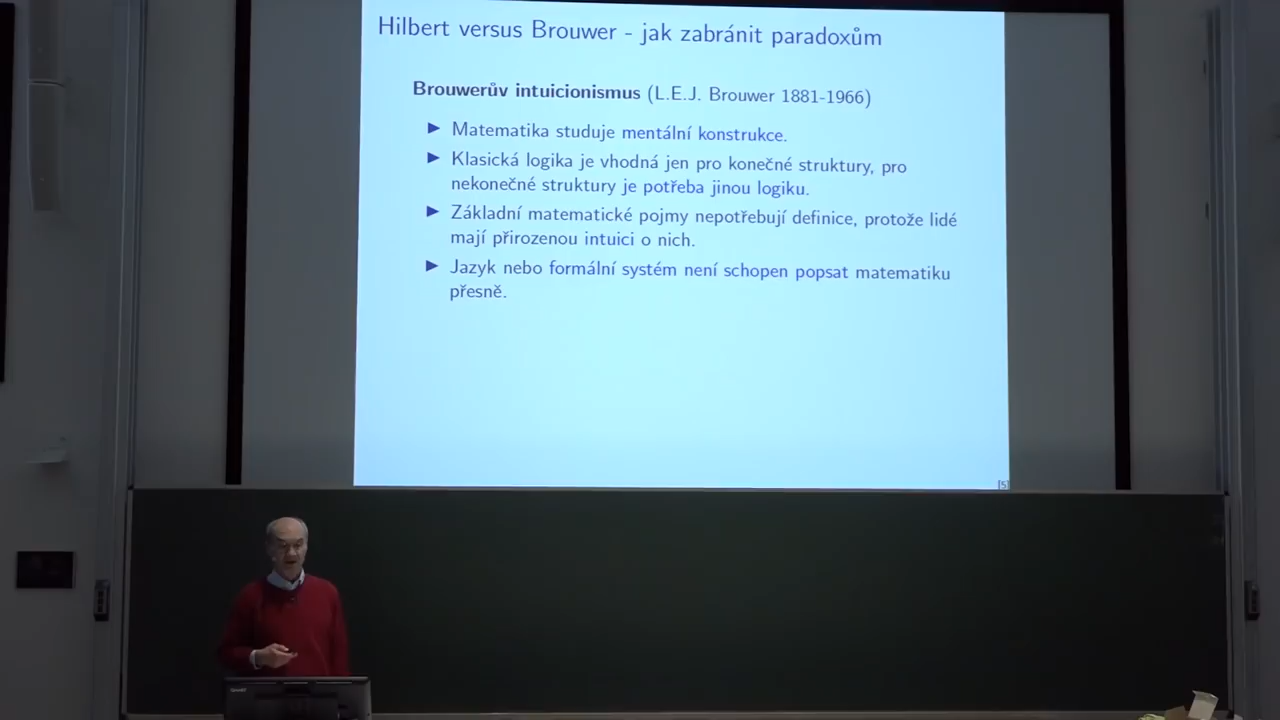 Hilbert versus Brouwer - jak zabránit paradoxům
Brouwerův intuicionismus (L.E.J. Brouwer 1881-1966)
Matematika studuje mentální konstrukce.
Klasická logika je vhodná jen pro konečné struktury, pro
nekonečné struktury je potřeba jinou logiku.
Základní matematické pojmy nepotřebují definice, protože lidé
mají přirozenou intuici o nich.
Jazyk nebo formální systém není schopen popsat matematiku
přesně.
[5]